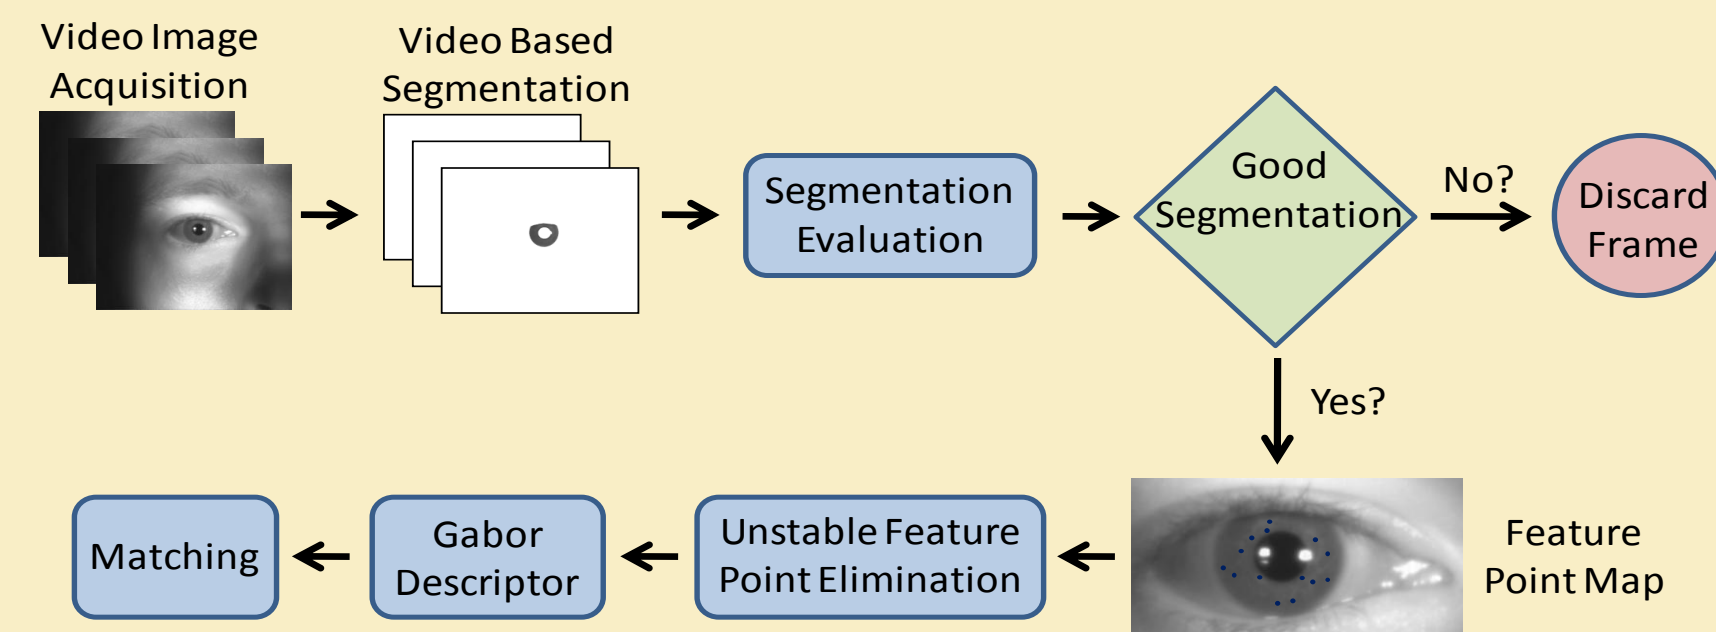 Video Image
Acquisition
Video Based
Segmentation
Segmentation
Evaluation
Good
Segmentation
No?
Discard
Frame
Yes?
Feature
Point Map
Unstable Feature
Point Elimination
Gabor
Descriptor
Matching